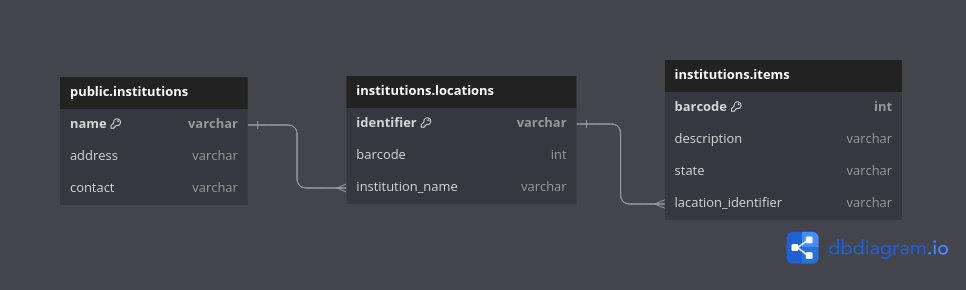 public.institutions
name varchar
address varchar
contact varchar
institutions.locations
identifier varchar
barcode int
institution_name varchar
institutions.items
barcode int
description varchar
state varchar
lacation_identifier varchar
dbdiagram.io